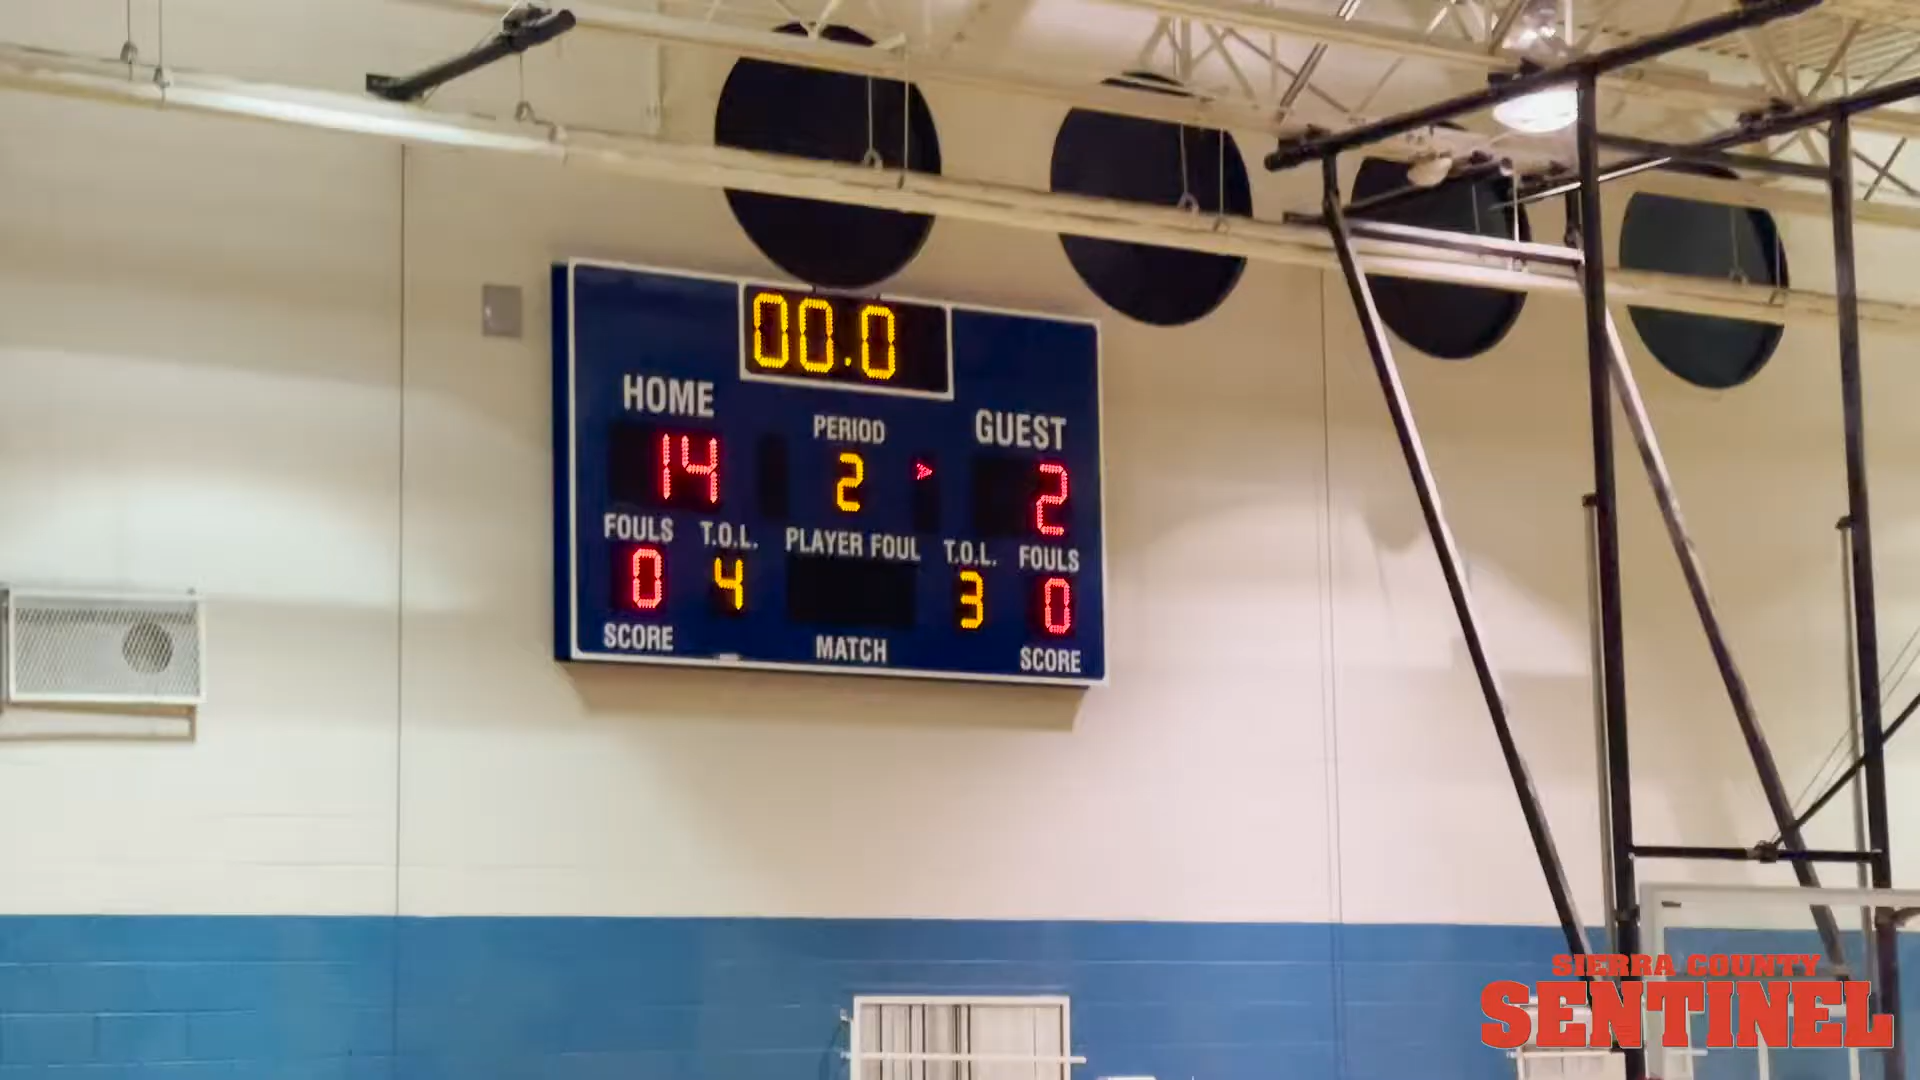 00.0
HOME
PERIOD
GUEST
14
2
2
FOULS
T.O.L.
PLAYER FOUL
T.O.L.
FOULS
0
4
3
0
SCORE
MATCH
SCORE
SIERRA COUNTY
SENTINEL